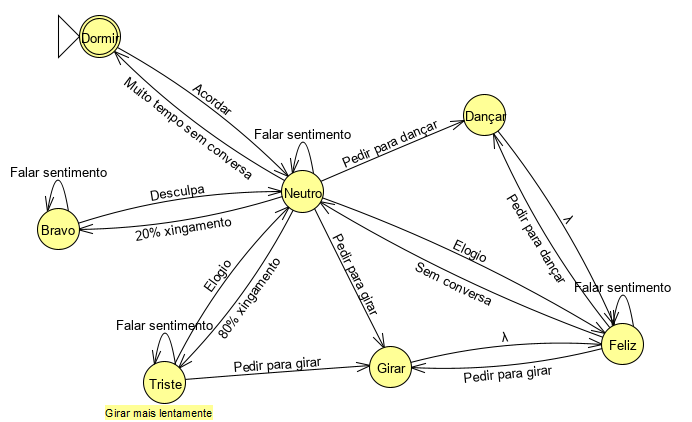 Dormir
Acordar
Muito tempo sem conversa
Falar sentimento
Dançar
Pedir para dançar
Falar sentimento
Desculpa
Neutro
Bravo
20% xingamento
λ
Pedir para dançar
Elogio
Sem conversa
Pedir para girar
Elogio
80% xingamento
Falar sentimento
Falar sentimento
λ
Feliz
Pedir para girar
Girar
Pedir para girar
Triste
Girar mais lentamente